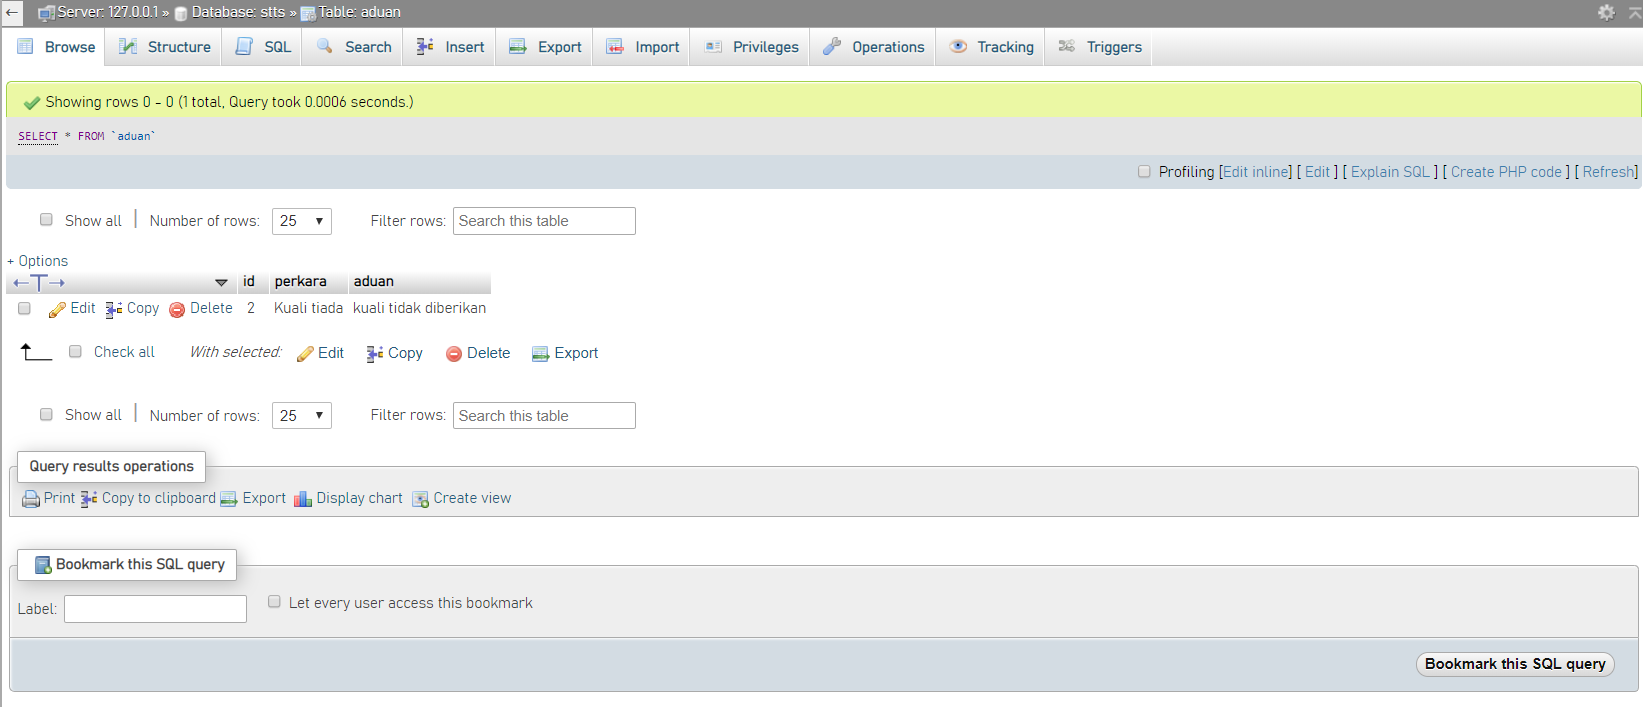 ← Server: 127.0.0.1 » Database: stts » Table: aduan
Browse Structure SQL Search Insert Export Import Privileges Operations Tracking Triggers
Showing rows 0 - 0 (1 total, Query took 0.0006 seconds.)
SELECT * FROM `aduan`
Profiling [Edit inline] [ Edit ] [ Explain SQL ] [ Create PHP code ] [ Refresh]
Show all | Number of rows: 25 ▼ Filter rows: Search this table
+ Options
←T→ ▼ id perkara aduan
Edit Copy Delete 2 Kuali tiada kuali tidak diberikan
Check all With selected: Edit Copy Delete Export
Show all | Number of rows: 25 ▼ Filter rows: Search this table
Query results operations
Print Copy to clipboard Export Display chart Create view
Bookmark this SQL query
Label: Let every user access this bookmark
Bookmark this SQL query